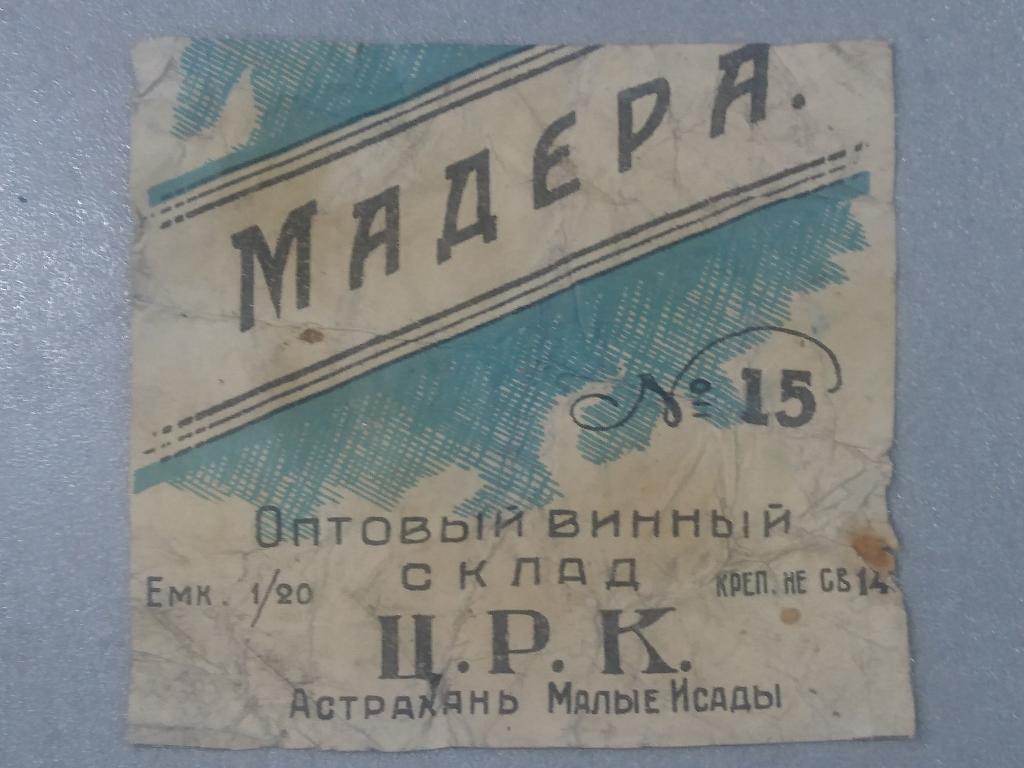 МАДЕРА.
№ 15
Оптовый винный
склад
Емк. 1/20
КРЕП. НЕ СВ 14
Ц.Р.К.
Астрахань Малые Исады